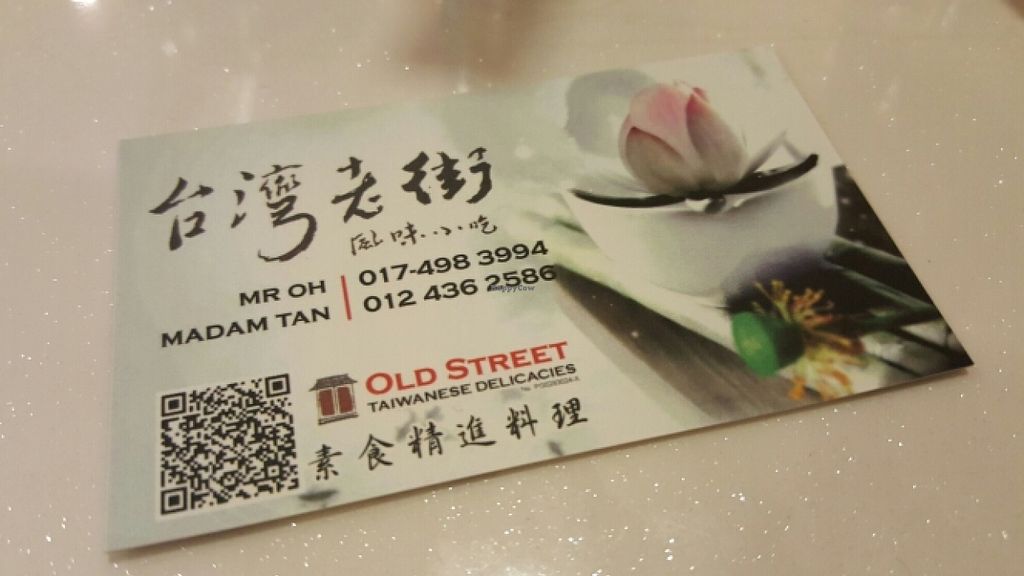 台灣老街
風味小吃
MR OH 017-498 3994
MADAM TAN 012 436 2586
HappyCow
OLD STREET
TAIWANESE DELICACIES
素食精進料理